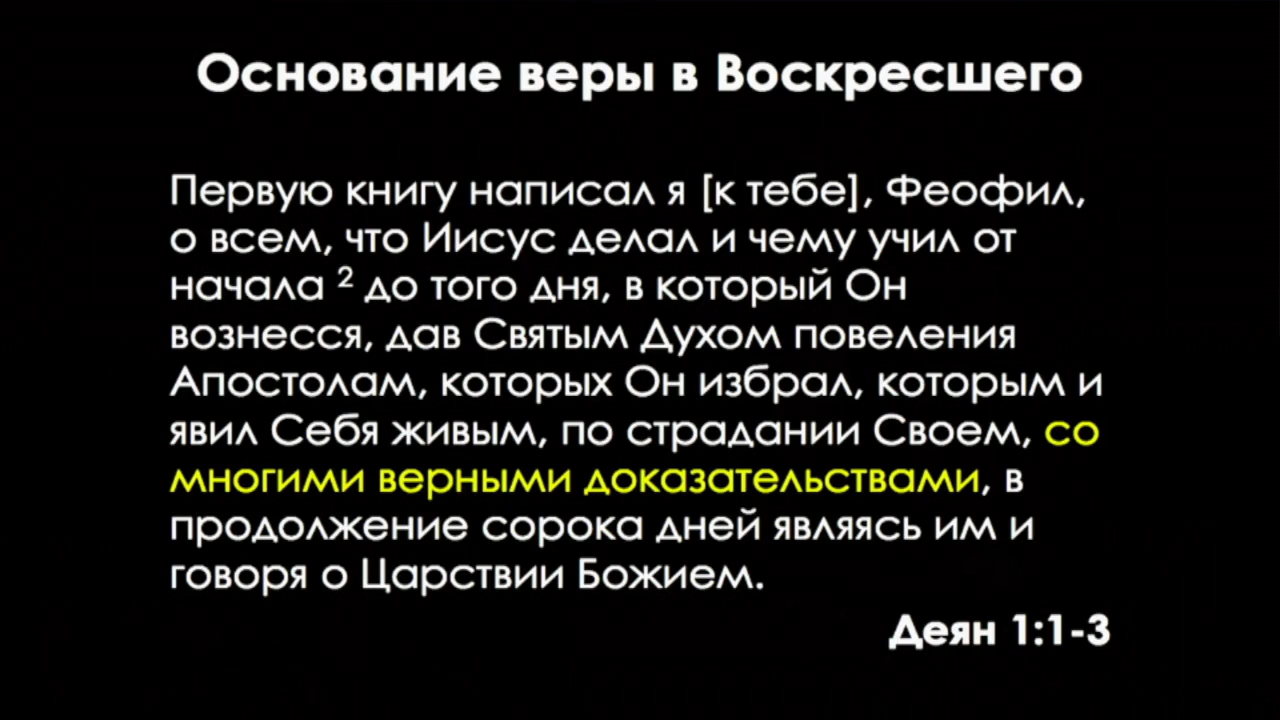 Основание веры в Воскресшего
Первую книгу написал я [к тебе], Феофил,
о всем, что Иисус делал и чему учил от
начала ² до того дня, в который Он
вознесся, дав Святым Духом повеления
Апостолам, которых Он избрал, которым и
явил Себя живым, по страдании Своем, со
многими верными доказательствами, в
продолжение сорока дней являясь им и
говоря о Царствии Божием.
Деян 1:1-3